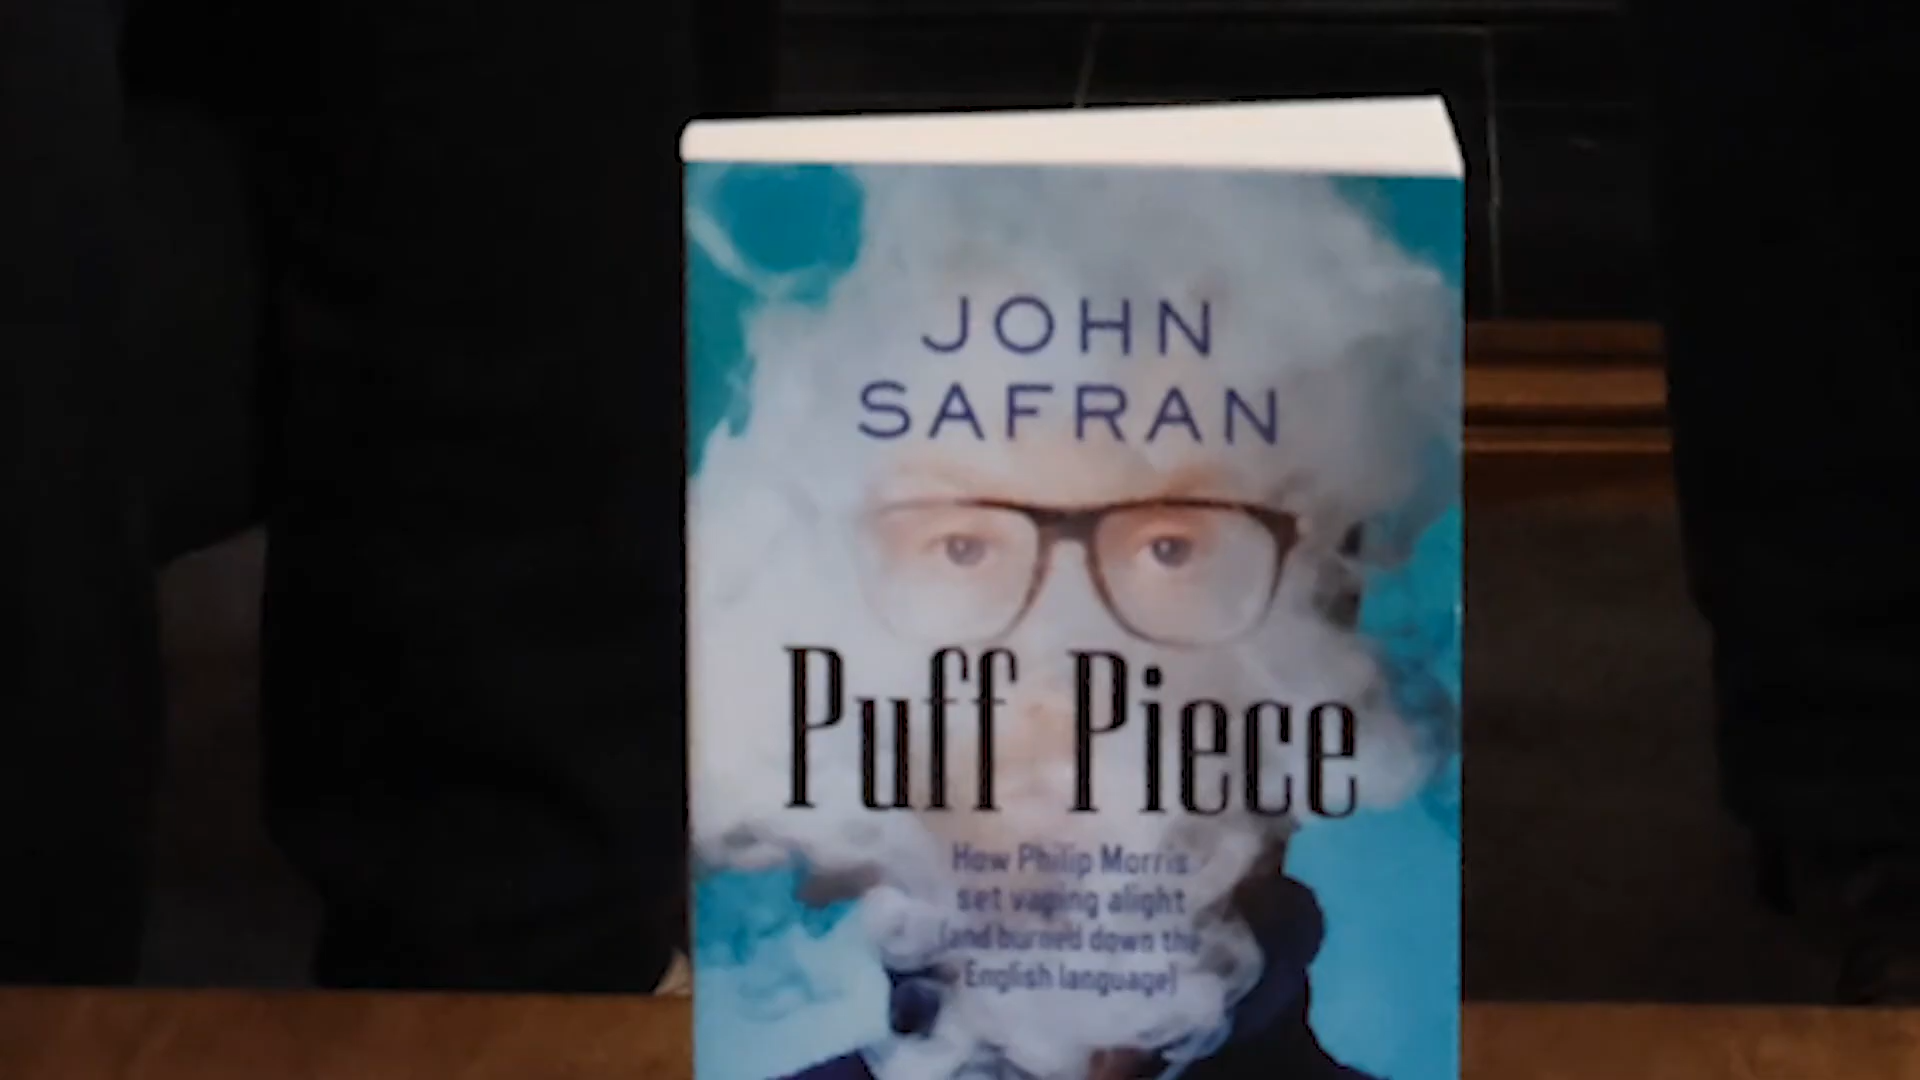 JOHN
SAFRAN
Puff Piece
How Philip Morris
set vaping alight
(and burned down the
English language)